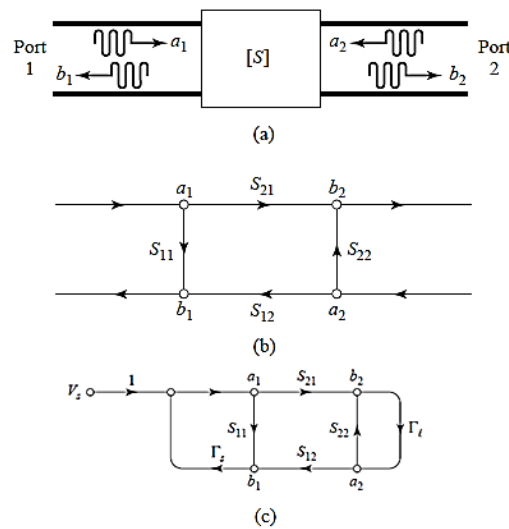 Port 1
a₁
b₁
[S]
a₂
b₂
Port 2
(a)
a₁ S₂₁ b₂
S₁₁ S₂₂
b₁ S₁₂ a₂
(b)
Vₛ 1 a₁ S₂₁ b₂
S₁₁ S₂₂ Γℓ
Γₛ S₁₂
b₁ a₂
(c)